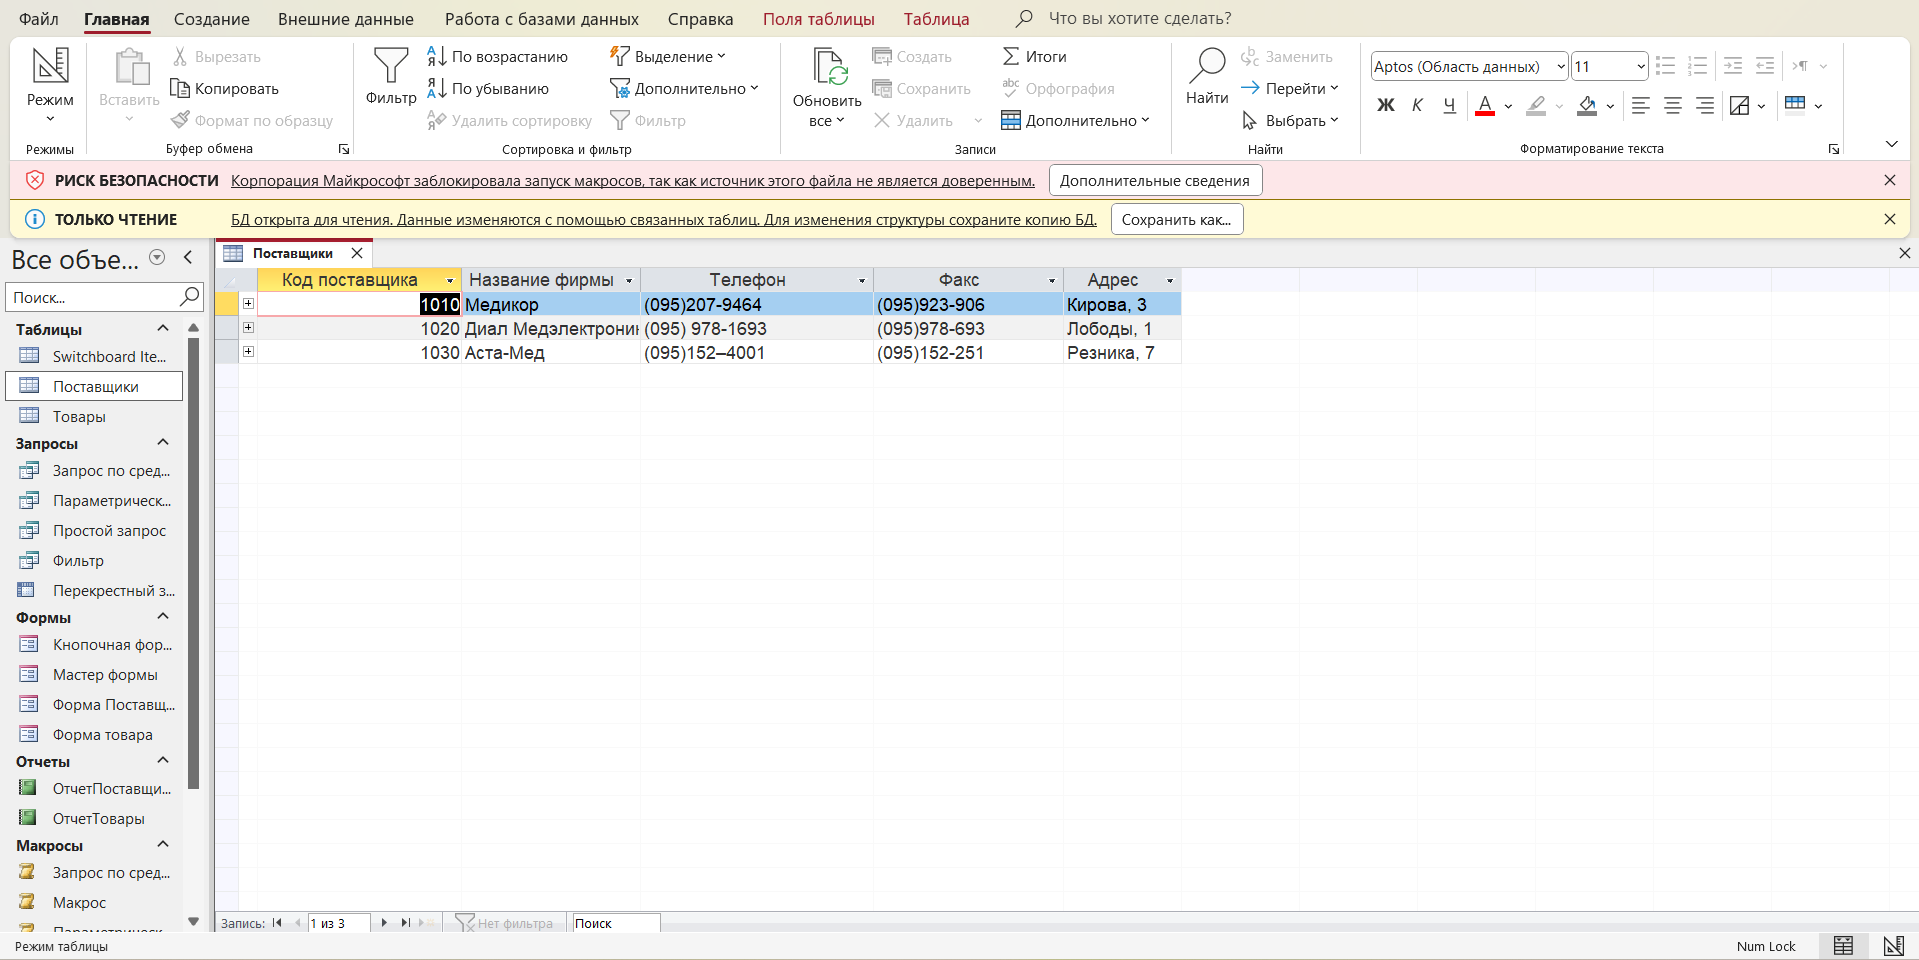 Файл Главная Создание Внешние данные Работа с базами данных Справка Поля таблицы Таблица Что вы хотите сделать?
Режим
Режимы
Вставить
Вырезать
Копировать
Формат по образцу
Буфер обмена
Фильтр
По возрастанию
По убыванию
Удалить сортировку
Выделение
Дополнительно
Фильтр
Сортировка и фильтр
Обновить
все
Создать
Сохранить
Удалить
Итоги
Орфография
Дополнительно
Записи
Найти
Заменить
Перейти
Выбрать
Найти
Aptos (Область данных) 11
Ж К Ч A
Форматирование текста
РИСК БЕЗОПАСНОСТИ Корпорация Майкрософт заблокировала запуск макросов, так как источник этого файла не является доверенным. Дополнительные сведения
ТОЛЬКО ЧТЕНИЕ БД открыта для чтения. Данные изменяются с помощью связанных таблиц. Для изменения структуры сохраните копию БД. Сохранить как...
Все объе...
Поиск...
Таблицы
Switchboard Ite...
Поставщики
Товары
Запросы
Запрос по сред...
Параметрическ...
Простой запрос
Фильтр
Перекрестный з...
Формы
Кнопочная фор...
Мастер формы
Форма Поставщ...
Форма товара
Отчеты
ОтчетПоставщи...
ОтчетТовары
Макросы
Запрос по сред...
Макрос
Параметрическ...
Поставщики
Код поставщика Название фирмы Телефон Факс Адрес
1010 Медикор (095)207-9464 (095)923-906 Кирова, 3
1020 Диал Медэлектроник (095) 978-1693 (095)978-693 Лободы, 1
1030 Аста-Мед (095)152–4001 (095)152-251 Резника, 7
Запись: 1 из 3 Нет фильтра Поиск
Режим таблицы Num Lock